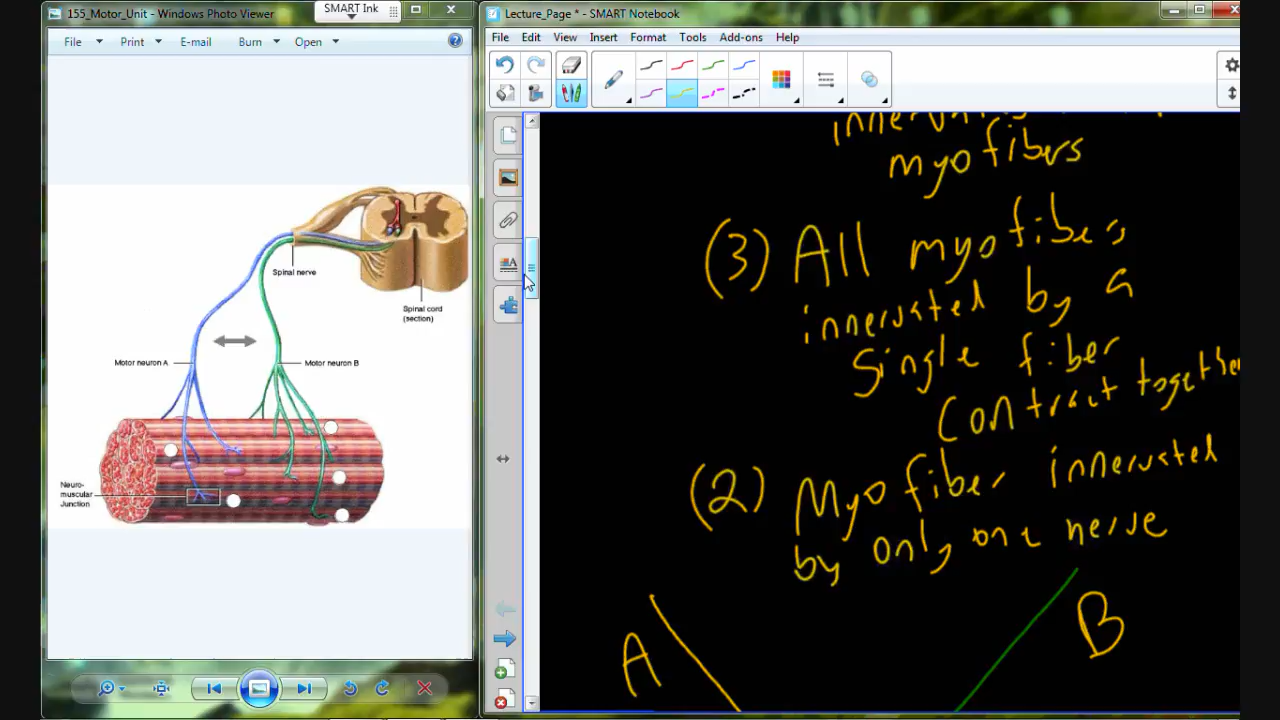 155_Motor_Unit - Windows Photo Viewer
SMART Ink
File Print E-mail Burn Open
Spinal nerve
Spinal cord
(section)
Motor neuron A
Motor neuron B
Neuro-
muscular
Junction
Lecture_Page * - SMART Notebook
File Edit View Insert Format Tools Add-ons Help
myofibers
(3) All myofibers
innervated by a
Single fiber
Contract together
(2) Myofiber innervated
by only one nerve
A
B